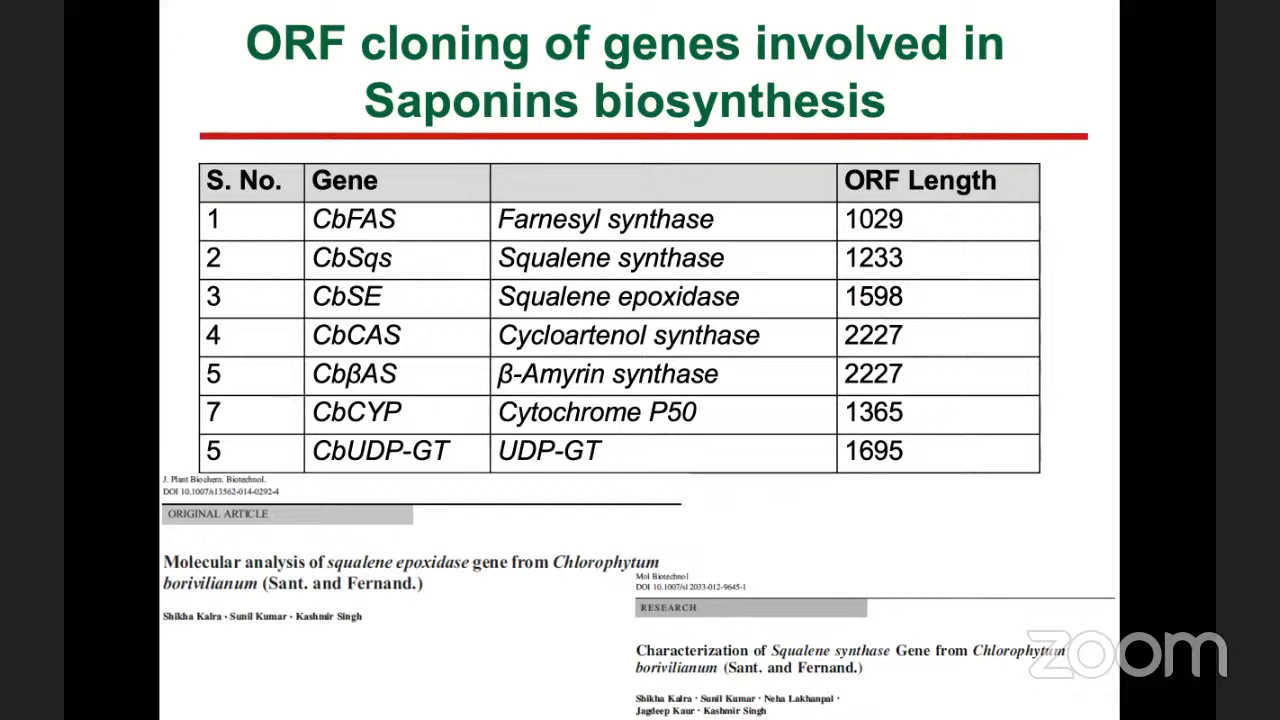 ORF cloning of genes involved in
Saponins biosynthesis
S. No. Gene ORF Length
1 CbFAS Farnesyl synthase 1029
2 CbSqs Squalene synthase 1233
3 CbSE Squalene epoxidase 1598
4 CbCAS Cycloartenol synthase 2227
5 CbβAS β-Amyrin synthase 2227
7 CbCYP Cytochrome P50 1365
5 CbUDP-GT UDP-GT 1695
J. Plant Biochem. Biotechnol.
DOI 10.1007/s13562-014-0292-4
ORIGINAL ARTICLE
Molecular analysis of squalene epoxidase gene from Chlorophytum
borivilianum (Sant. and Fernand.)
Shikha Kalra · Sunil Kumar · Kashmir Singh
Mol Biotechnol
DOI 10.1007/s12033-012-9645-1
RESEARCH
Characterization of Squalene synthase Gene from Chlorophytum
borivilianum (Sant. and Fernand.)
Shikha Kalra · Sunil Kumar · Neha Lakhanpal ·
Jagdeep Kaur · Kashmir Singh
zoom